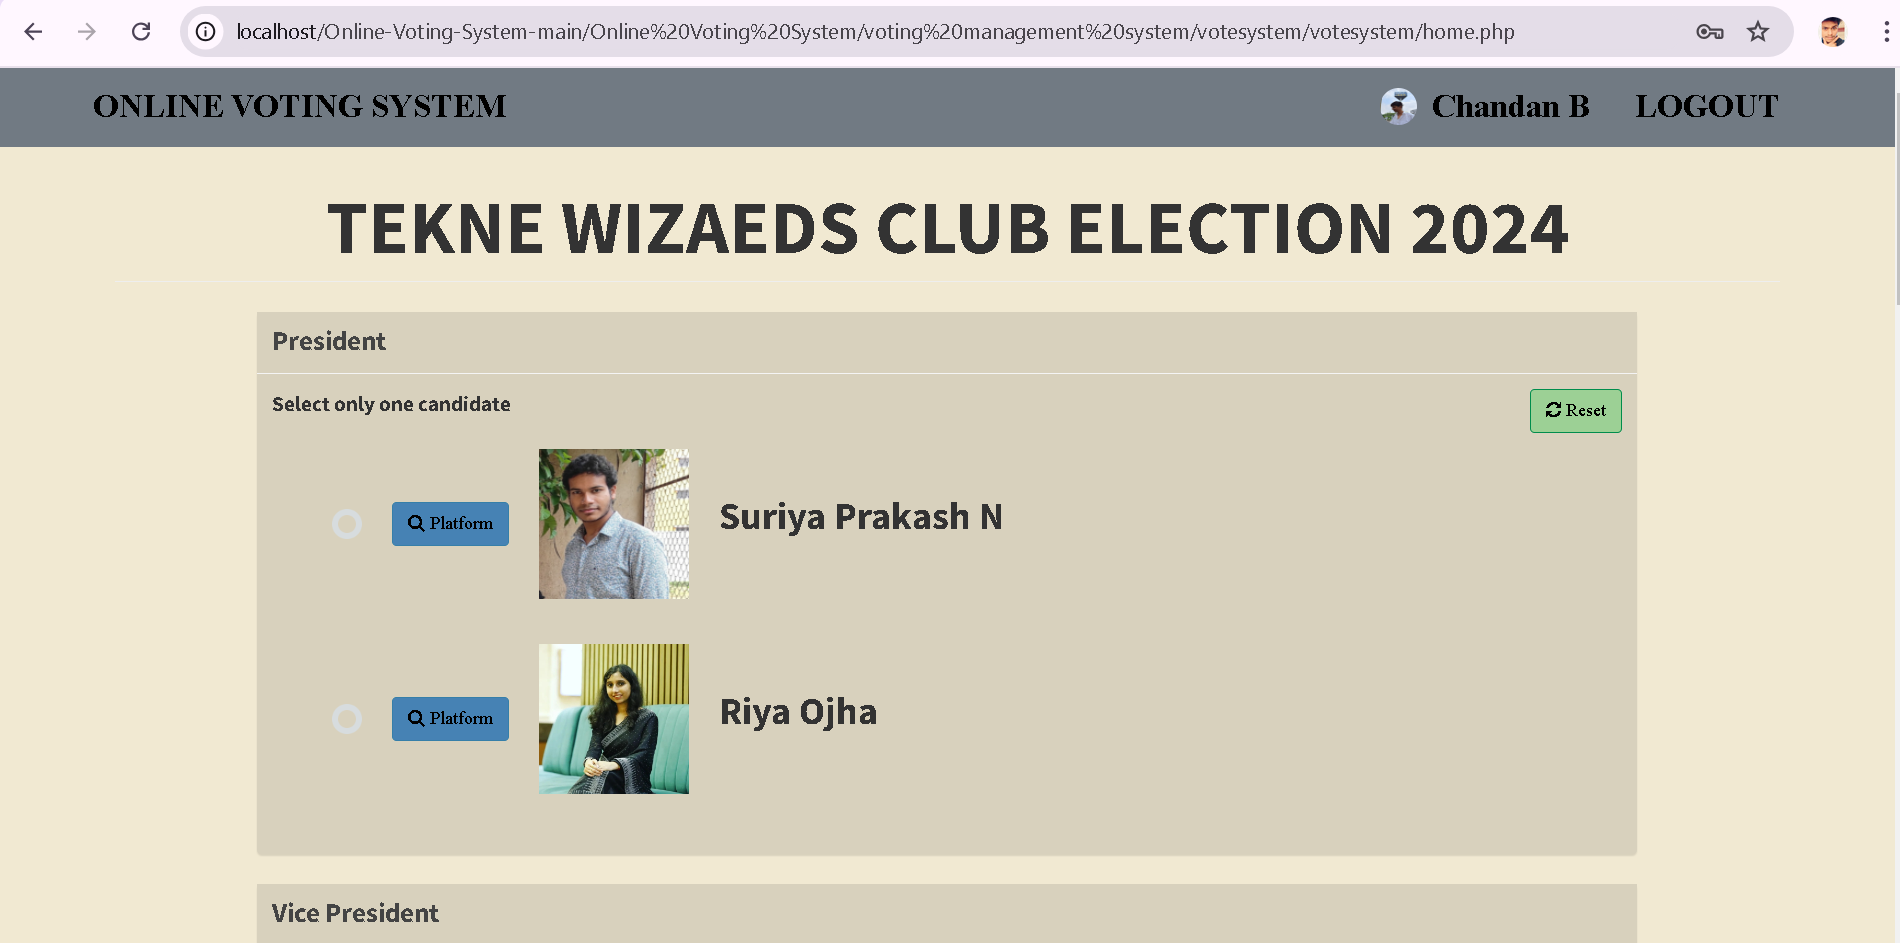 localhost/Online-Voting-System-main/Online%20Voting%20System/voting%20management%20system/votesystem/votesystem/home.php
ONLINE VOTING SYSTEM
Chandan B
LOGOUT
TEKNE WIZAEDS CLUB ELECTION 2024
President
Select only one candidate
Reset
Platform
Suriya Prakash N
Platform
Riya Ojha
Vice President